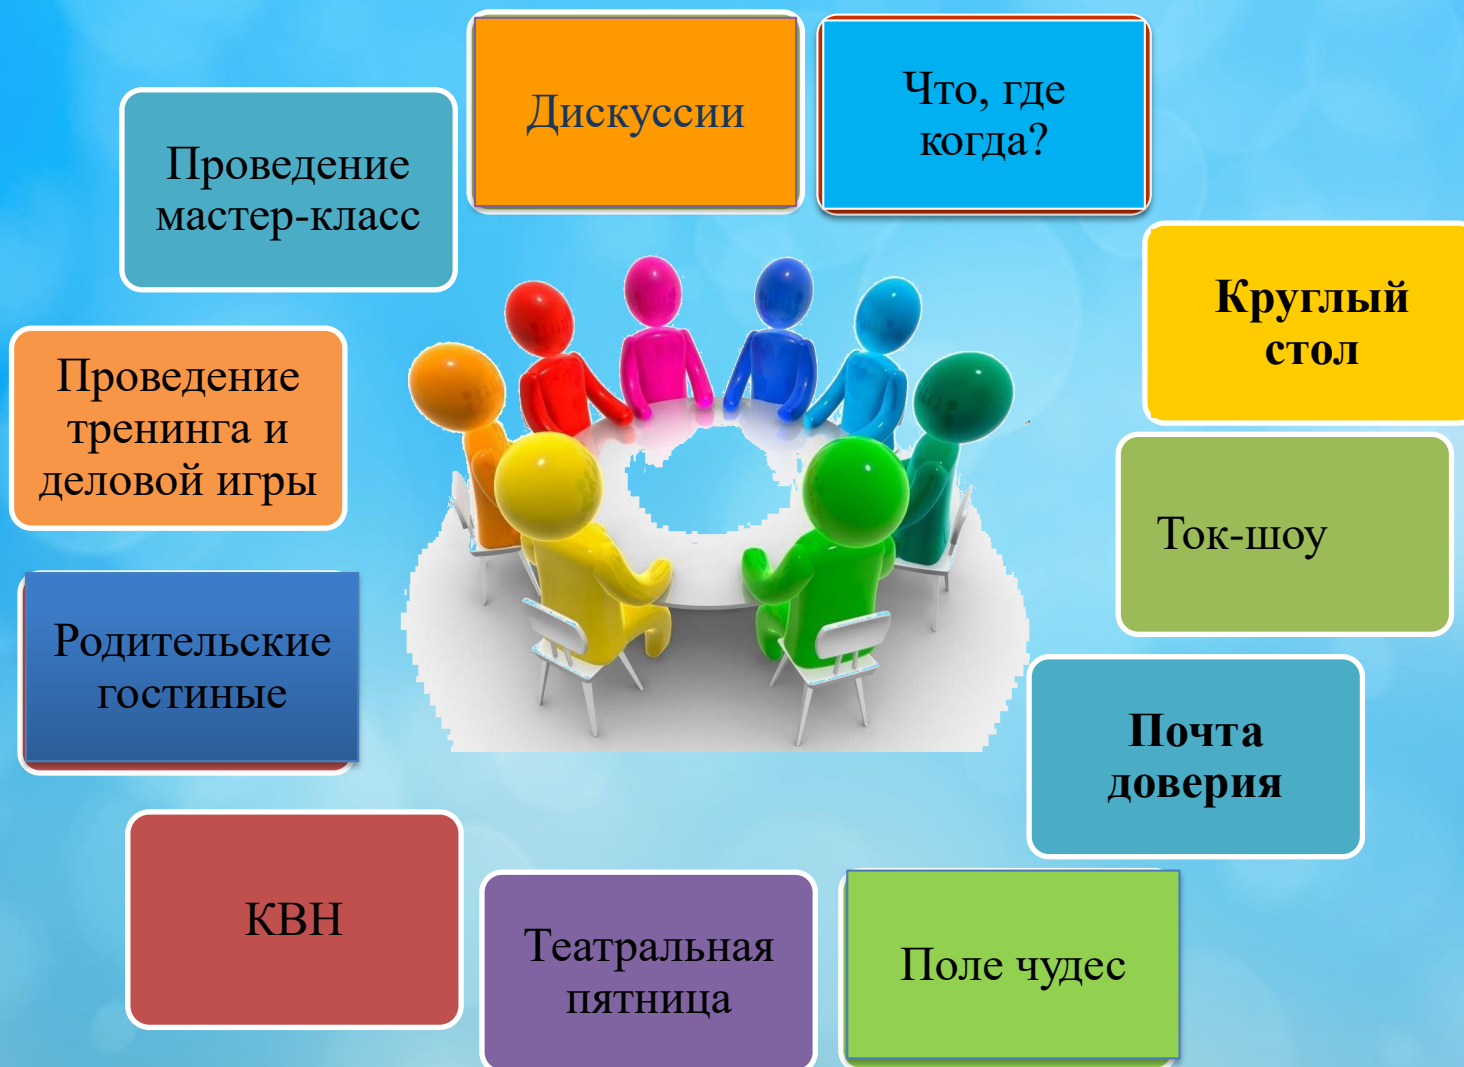 Дискуссии
Что, где
когда?
Проведение
мастер-класс
Круглый
стол
Проведение
тренинга и
деловой игры
Ток-шоу
Родительские
гостиные
Почта
доверия
КВН
Театральная
пятница
Поле чудес